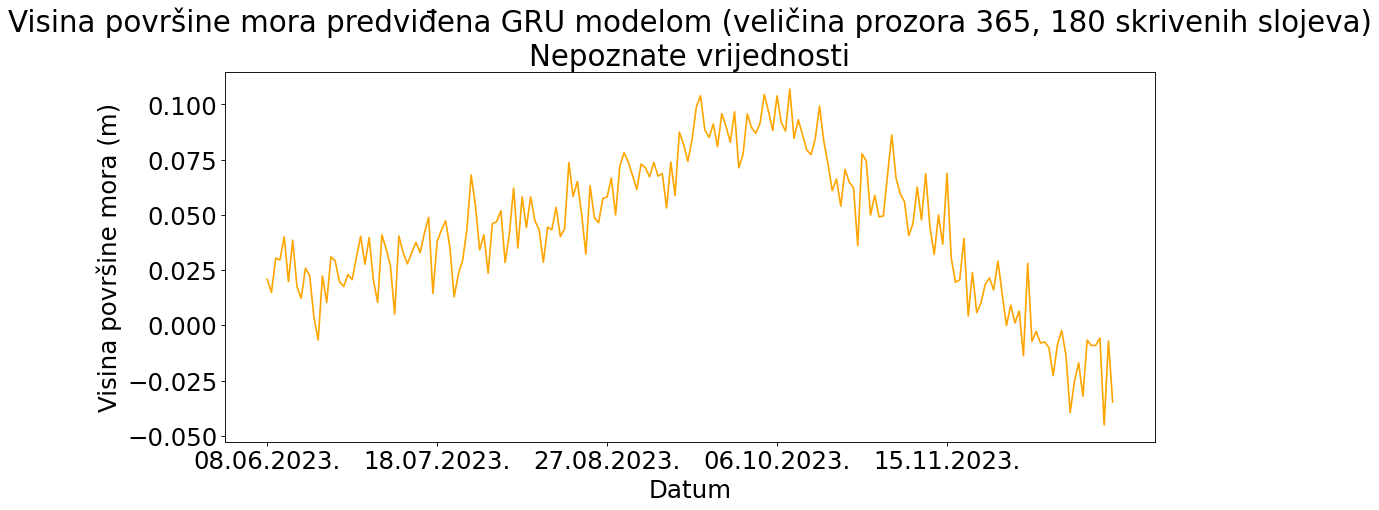 Visina površine mora predviđena GRU modelom (veličina prozora 365, 180 skrivenih slojeva)
Nepoznate vrijednosti
Visina površine mora (m)
0.100
0.075
0.050
0.025
0.000
−0.025
−0.050
08.06.2023. 18.07.2023. 27.08.2023. 06.10.2023. 15.11.2023.
Datum